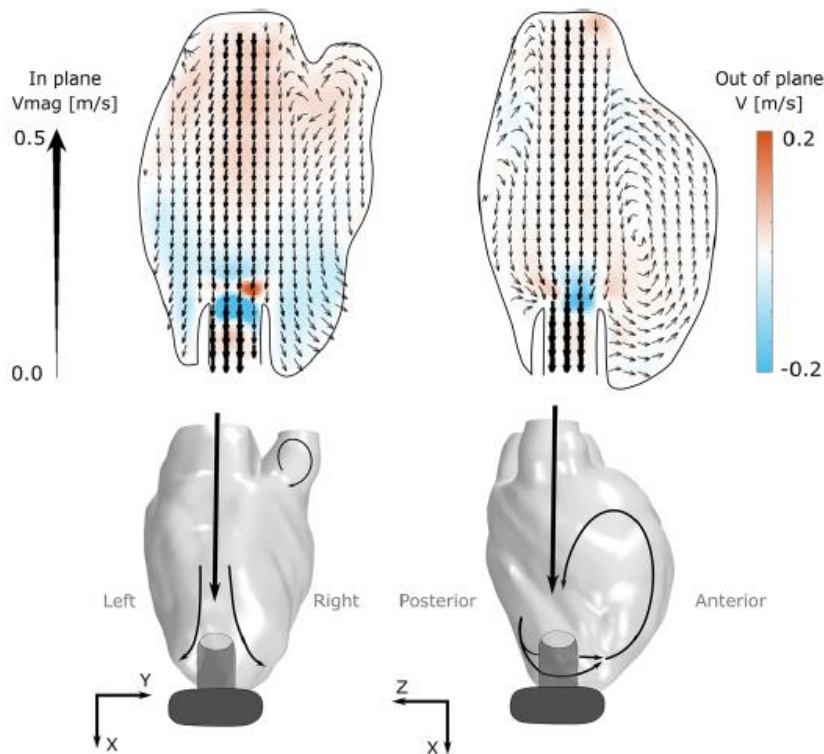 In plane
Vmag [m/s]
0.5
0.0
Out of plane
V [m/s]
0.2
-0.2
Left
Right
Posterior
Anterior
Y
X
Z
X